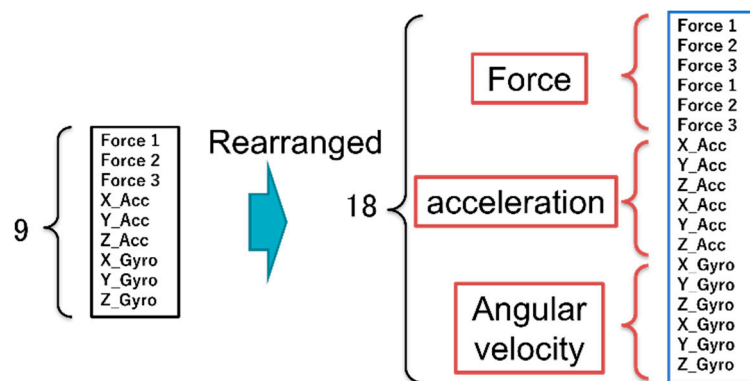 9
Force 1
Force 2
Force 3
X_Acc
Y_Acc
Z_Acc
X_Gyro
Y_Gyro
Z_Gyro
Rearranged
18
Force
acceleration
Angular
velocity
Force 1
Force 2
Force 3
Force 1
Force 2
Force 3
X_Acc
Y_Acc
Z_Acc
X_Acc
Y_Acc
Z_Acc
X_Gyro
Y_Gyro
Z_Gyro
X_Gyro
Y_Gyro
Z_Gyro